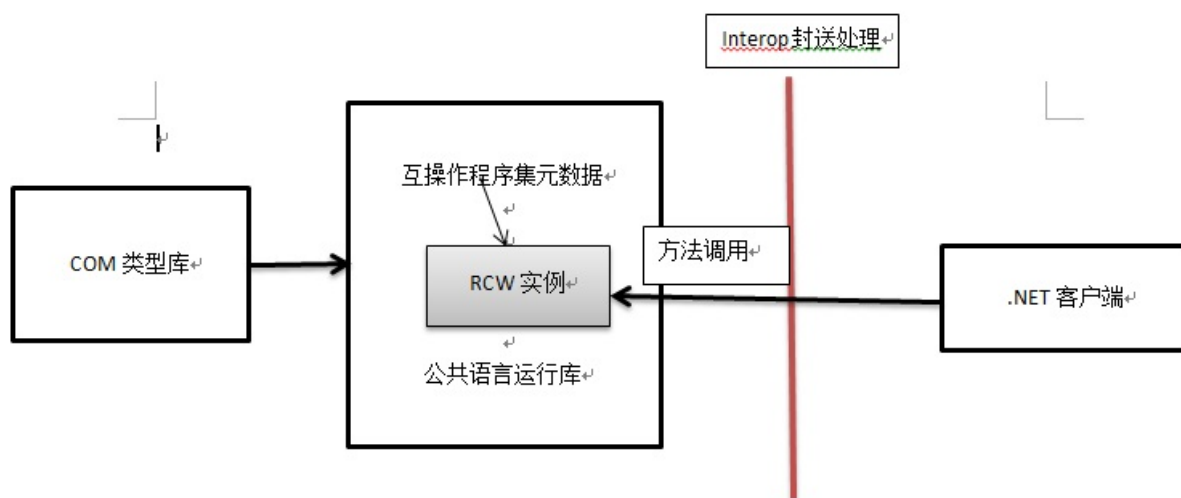 Interop封送处理
互操作程序集元数据
COM 类型库
方法调用
RCW 实例
.NET 客户端
公共语言运行库